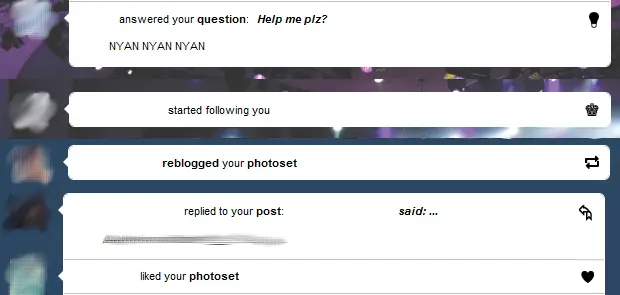 answered your question: Help me plz?
NYAN NYAN NYAN
started following you
reblogged your photoset
replied to your post: said: ...
liked your photoset